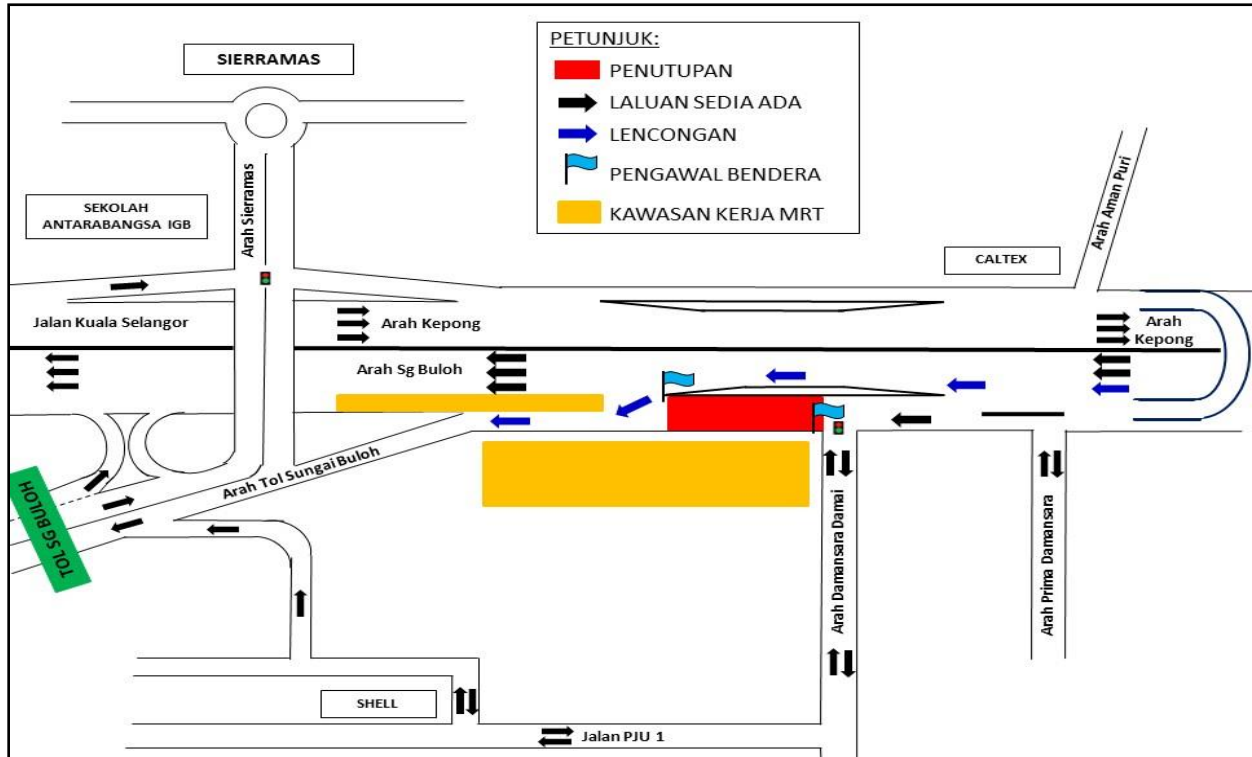 SIERRAMAS
PETUNJUK:
PENUTUPAN
LALUAN SEDIA ADA
LENCONGAN
PENGAWAL BENDERA
KAWASAN KERJA MRT
SEKOLAH
ANTARABANGSA IGB
Arah Sierramas
Arah Aman Puri
CALTEX
Jalan Kuala Selangor
Arah Kepong
Arah
Kepong
Arah Sg Buloh
Arah Tol Sungai Buloh
TOL SG BULOH
Arah Damansara Damai
Arah Prima Damansara
SHELL
Jalan PJU 1